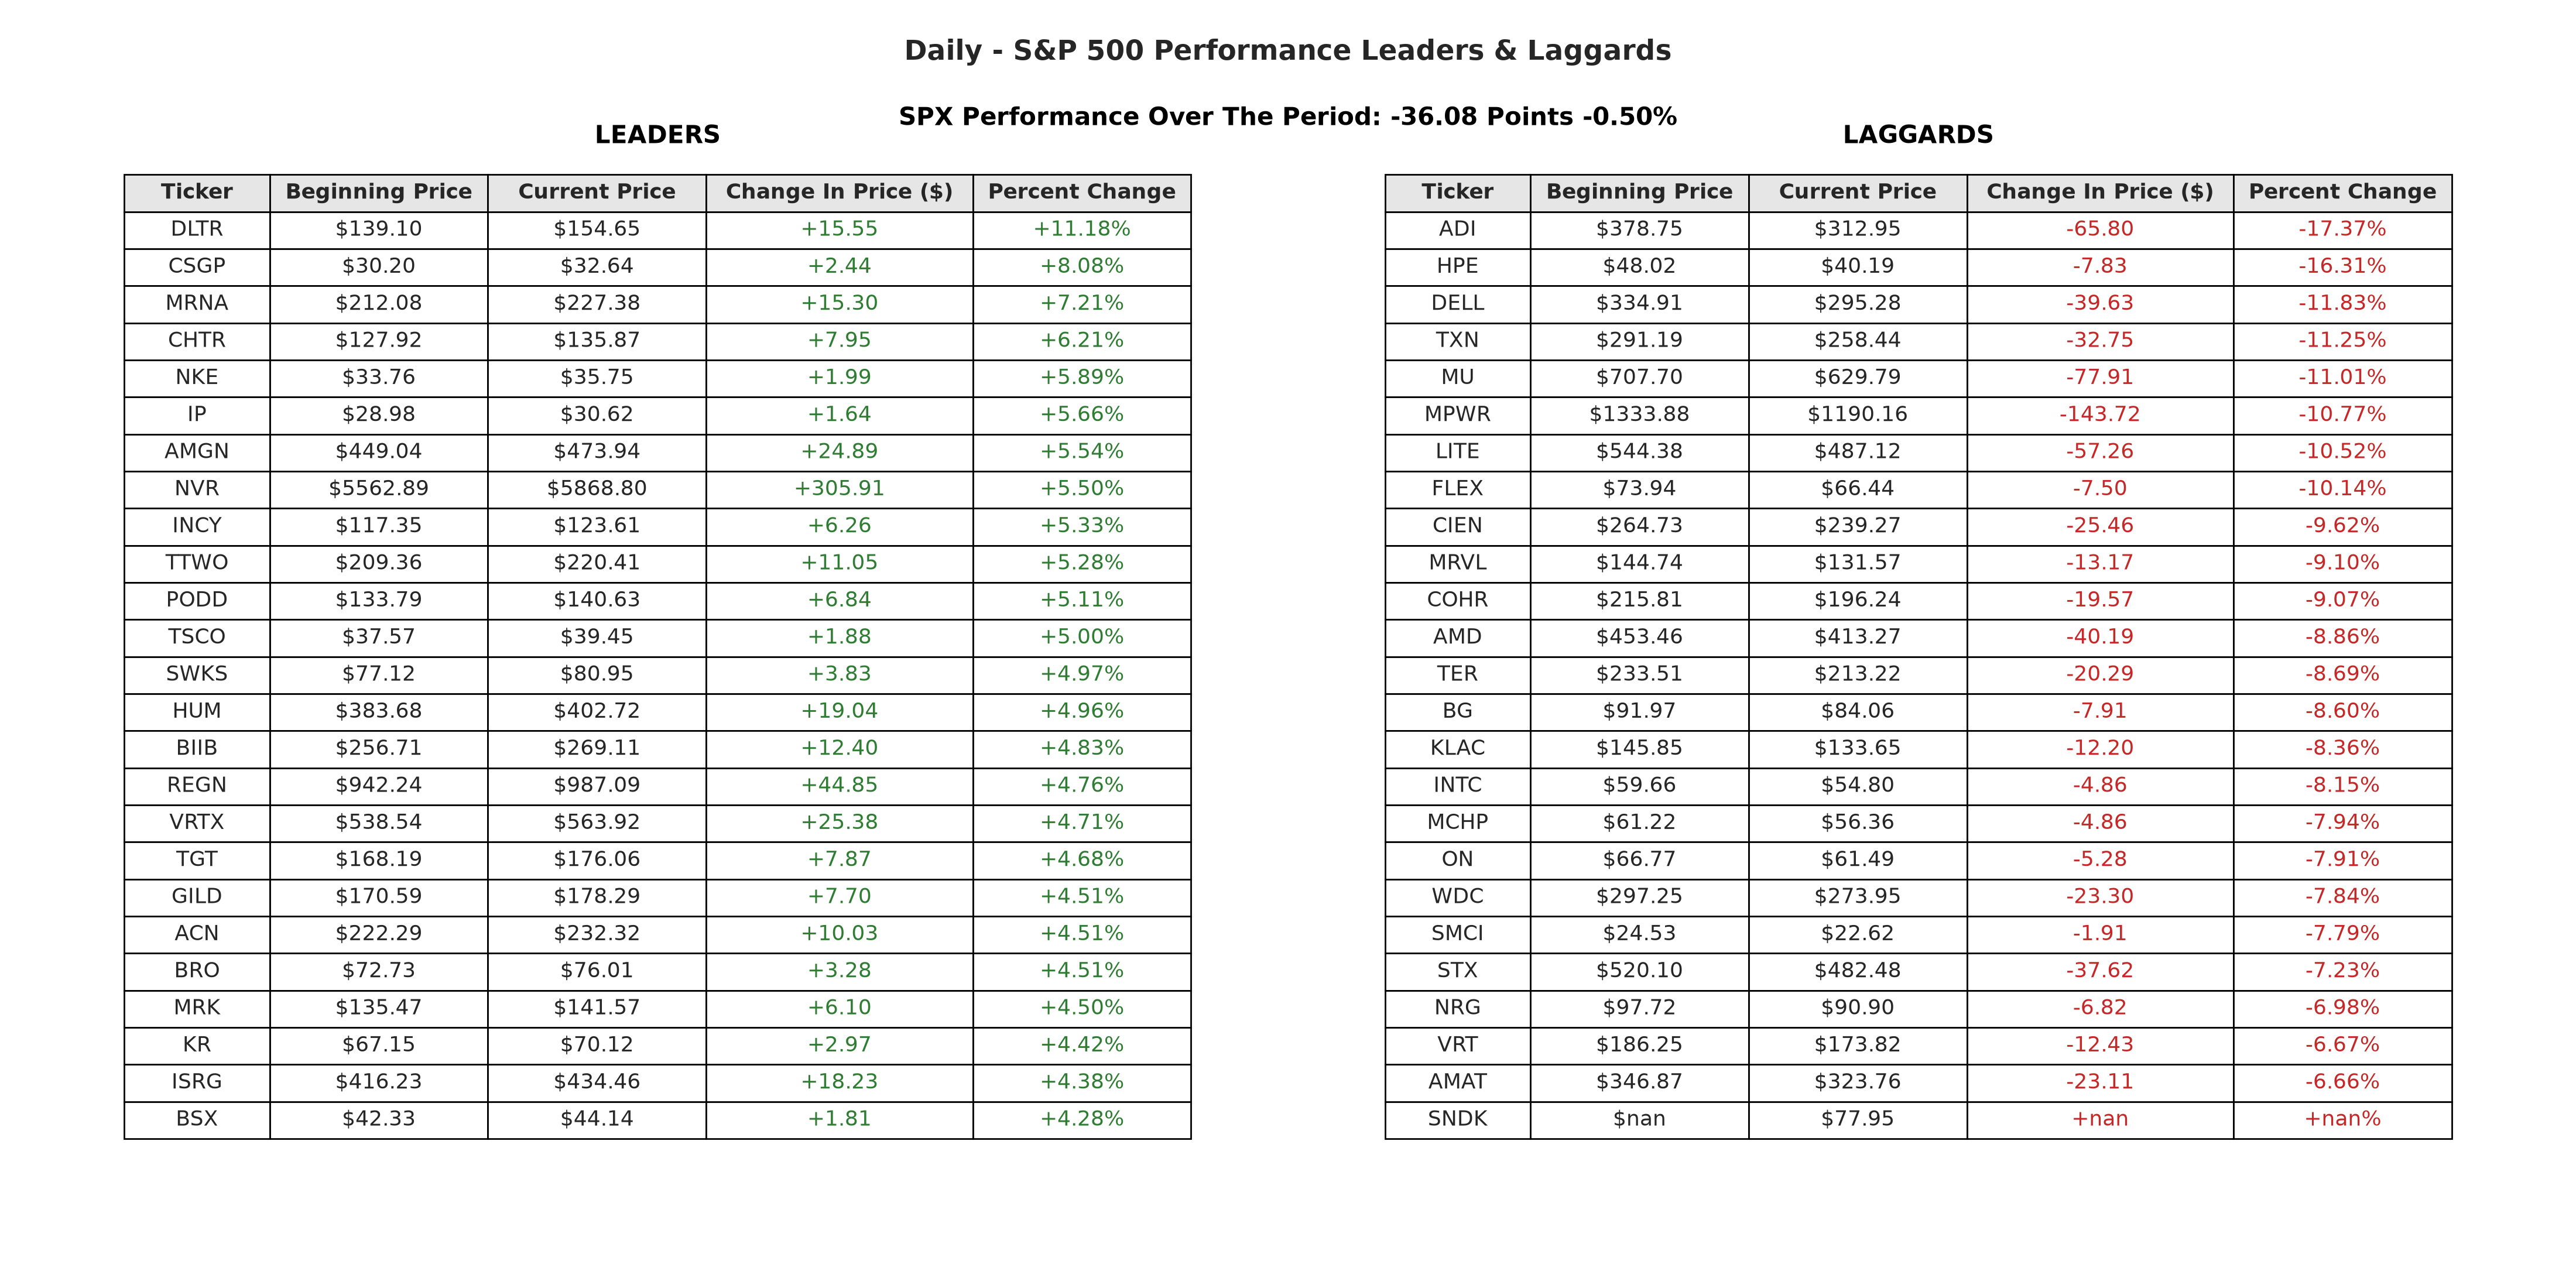 Daily - S&P 500 Performance Leaders & Laggards
SPX Performance Over The Period: -36.08 Points -0.50%
LEADERS
Ticker Beginning Price Current Price Change In Price ($) Percent Change
DLTR $139.10 $154.65 +15.55 +11.18%
CSGP $30.20 $32.64 +2.44 +8.08%
MRNA $212.08 $227.38 +15.30 +7.21%
CHTR $127.92 $135.87 +7.95 +6.21%
NKE $33.76 $35.75 +1.99 +5.89%
IP $28.98 $30.62 +1.64 +5.66%
AMGN $449.04 $473.94 +24.89 +5.54%
NVR $5562.89 $5868.80 +305.91 +5.50%
INCY $117.35 $123.61 +6.26 +5.33%
TTWO $209.36 $220.41 +11.05 +5.28%
PODD $133.79 $140.63 +6.84 +5.11%
TSCO $37.57 $39.45 +1.88 +5.00%
SWKS $77.12 $80.95 +3.83 +4.97%
HUM $383.68 $402.72 +19.04 +4.96%
BIIB $256.71 $269.11 +12.40 +4.83%
REGN $942.24 $987.09 +44.85 +4.76%
VRTX $538.54 $563.92 +25.38 +4.71%
TGT $168.19 $176.06 +7.87 +4.68%
GILD $170.59 $178.29 +7.70 +4.51%
ACN $222.29 $232.32 +10.03 +4.51%
BRO $72.73 $76.01 +3.28 +4.51%
MRK $135.47 $141.57 +6.10 +4.50%
KR $67.15 $70.12 +2.97 +4.42%
ISRG $416.23 $434.46 +18.23 +4.38%
BSX $42.33 $44.14 +1.81 +4.28%
LAGGARDS
Ticker Beginning Price Current Price Change In Price ($) Percent Change
ADI $378.75 $312.95 -65.80 -17.37%
HPE $48.02 $40.19 -7.83 -16.31%
DELL $334.91 $295.28 -39.63 -11.83%
TXN $291.19 $258.44 -32.75 -11.25%
MU $707.70 $629.79 -77.91 -11.01%
MPWR $1333.88 $1190.16 -143.72 -10.77%
LITE $544.38 $487.12 -57.26 -10.52%
FLEX $73.94 $66.44 -7.50 -10.14%
CIEN $264.73 $239.27 -25.46 -9.62%
MRVL $144.74 $131.57 -13.17 -9.10%
COHR $215.81 $196.24 -19.57 -9.07%
AMD $453.46 $413.27 -40.19 -8.86%
TER $233.51 $213.22 -20.29 -8.69%
BG $91.97 $84.06 -7.91 -8.60%
KLAC $145.85 $133.65 -12.20 -8.36%
INTC $59.66 $54.80 -4.86 -8.15%
MCHP $61.22 $56.36 -4.86 -7.94%
ON $66.77 $61.49 -5.28 -7.91%
WDC $297.25 $273.95 -23.30 -7.84%
SMCI $24.53 $22.62 -1.91 -7.79%
STX $520.10 $482.48 -37.62 -7.23%
NRG $97.72 $90.90 -6.82 -6.98%
VRT $186.25 $173.82 -12.43 -6.67%
AMAT $346.87 $323.76 -23.11 -6.66%
SNDK $nan $77.95 +nan +nan%